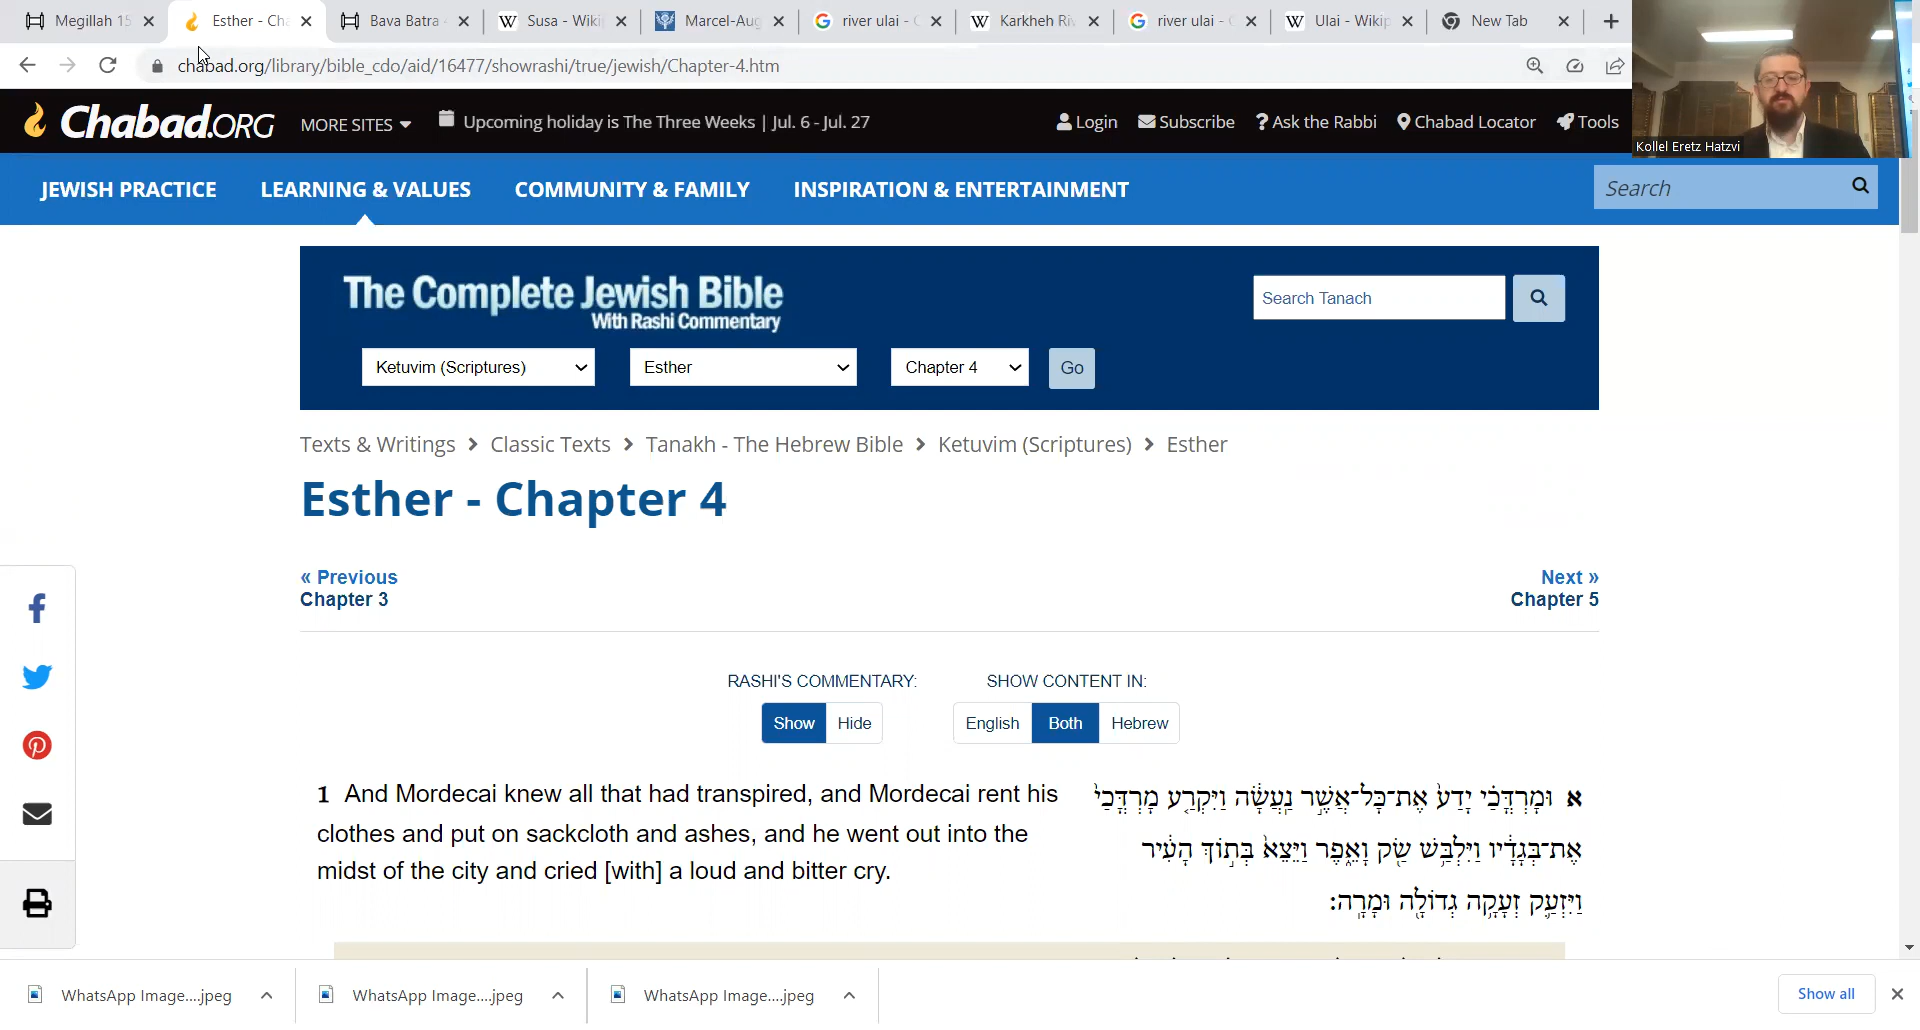 Megillah 15
Esther - Cha
Bava Batra
Susa - Wiki
Marcel-Aug
river ulai - G
Karkheh Riv
river ulai - G
Ulai - Wikip
New Tab
chabad.org/library/bible_cdo/aid/16477/showrashi/true/jewish/Chapter-4.htm
Kollel Eretz Hatzvi
Chabad.ORG
MORE SITES
Upcoming holiday is The Three Weeks | Jul. 6 - Jul. 27
Login
Subscribe
? Ask the Rabbi
Chabad Locator
Tools
JEWISH PRACTICE
LEARNING & VALUES
COMMUNITY & FAMILY
INSPIRATION & ENTERTAINMENT
Search
The Complete Jewish Bible
With Rashi Commentary
Search Tanach
Ketuvim (Scriptures)
Esther
Chapter 4
Go
Texts & Writings > Classic Texts > Tanakh - The Hebrew Bible > Ketuvim (Scriptures) > Esther
Esther - Chapter 4
« Previous
Chapter 3
Next »
Chapter 5
RASHI'S COMMENTARY:
Show
Hide
SHOW CONTENT IN:
English
Both
Hebrew
1 And Mordecai knew all that had transpired, and Mordecai rent his
clothes and put on sackcloth and ashes, and he went out into the
midst of the city and cried [with] a loud and bitter cry.
א וּמׇרְדֳּכַ֗י יָדַע֙ אֶת־כׇּל־אֲשֶׁ֣ר נַֽעֲשָׂ֔ה וַיִּקְרַ֤ע מׇרְדֳּכַי֙
אֶת־בְּגָדָ֔יו וַיִּלְבַּ֥שׁ שַׂ֖ק וָאֵ֑פֶר וַיֵּצֵא֙ בְּת֣וֹךְ הָעִ֔יר
וַיִּזְעַ֛ק זְעָקָ֥ה גְדוֹלָ֖ה וּמָרָֽה׃
WhatsApp Image....jpeg
WhatsApp Image....jpeg
WhatsApp Image....jpeg
Show all